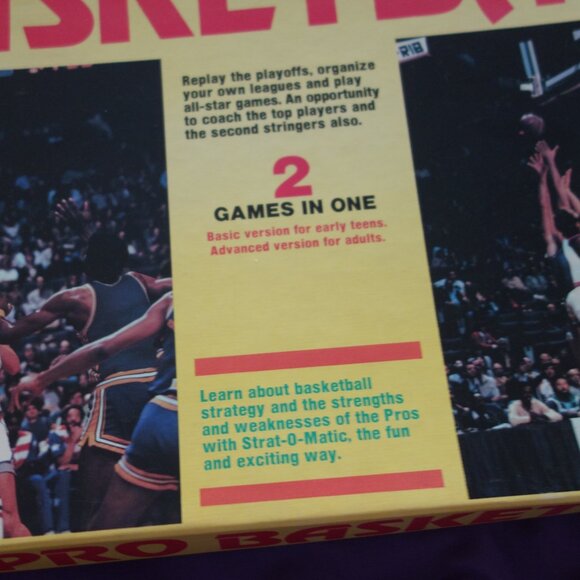 Replay the playoffs, organize
your own leagues and play
all-star games. An opportunity
to coach the top players and
the second stringers also.
2
GAMES IN ONE
Basic version for early teens.
Advanced version for adults.
Learn about basketball
strategy and the strengths
and weaknesses of the Pros
with Strat-O-Matic, the fun
and exciting way.
PRO BASKET